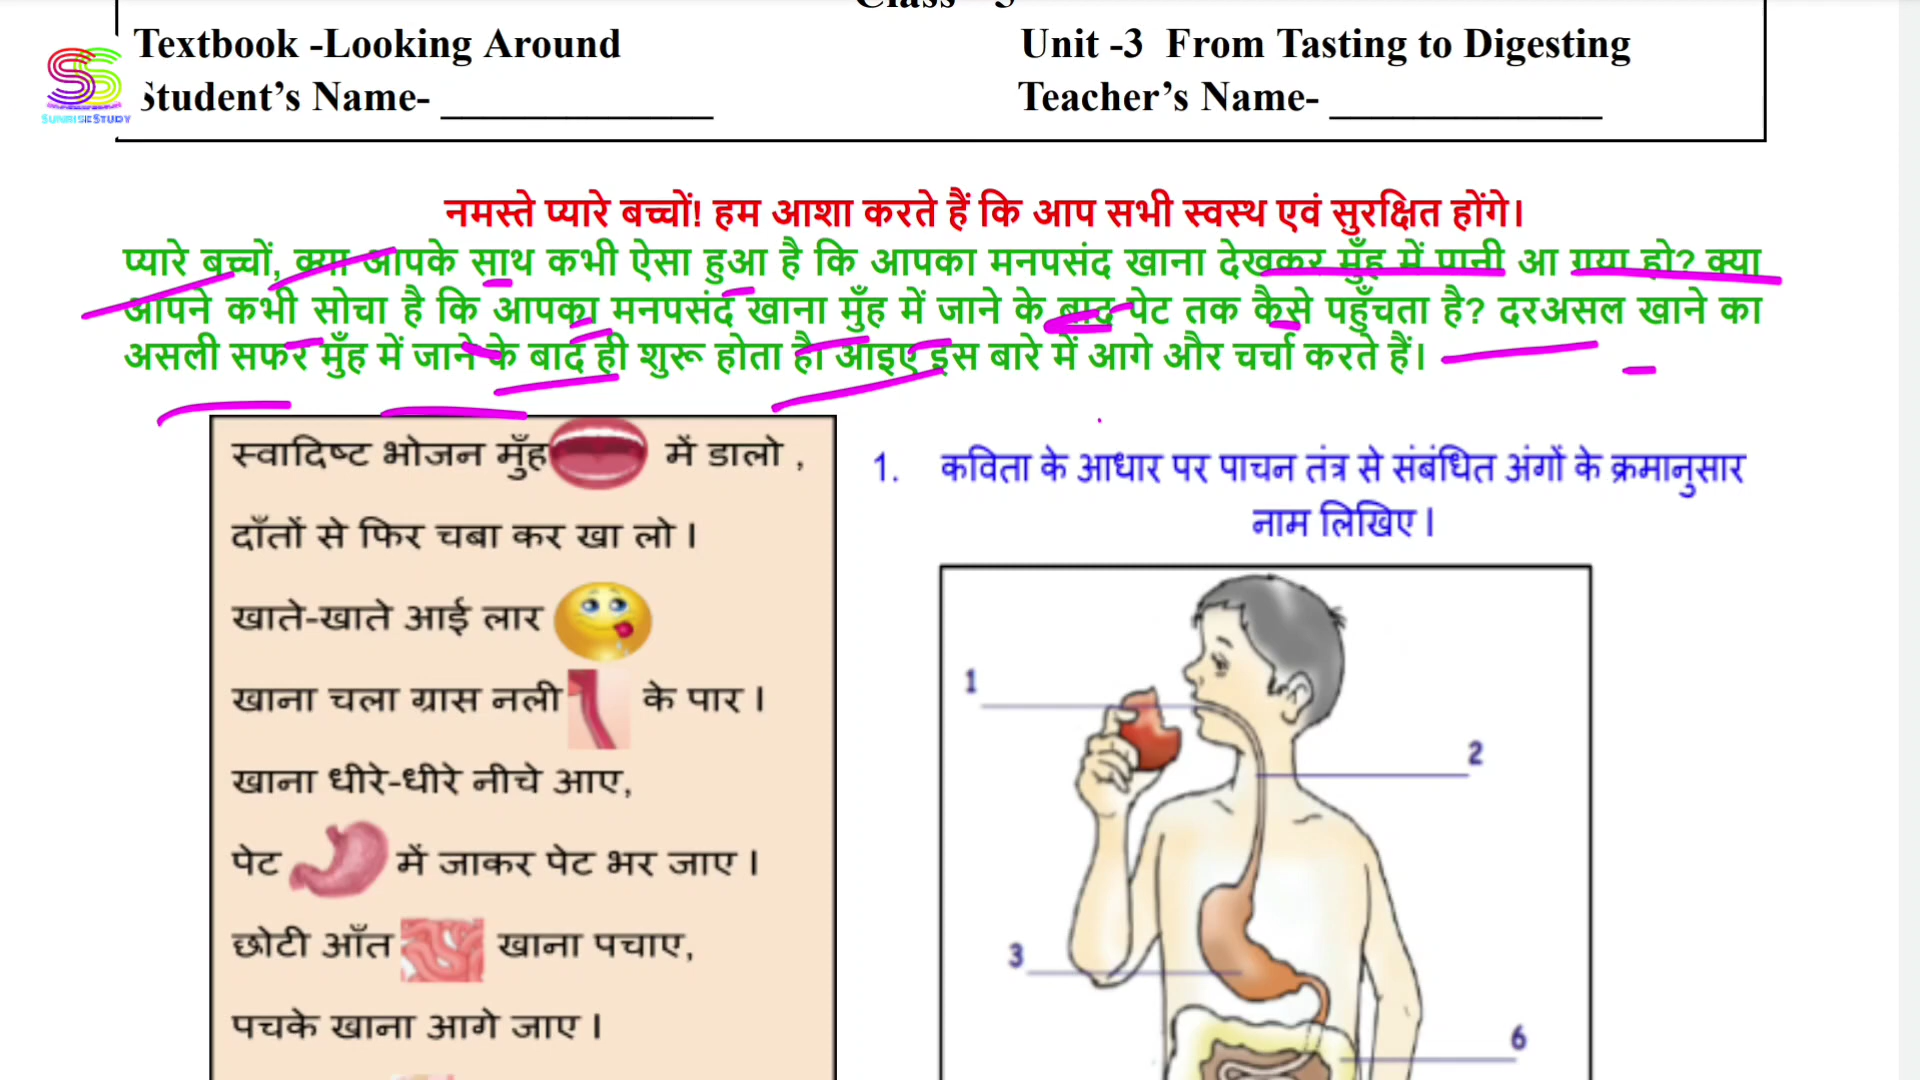 Textbook -Looking Around
Unit -3 From Tasting to Digesting
SUNRISE STUDY
Student’s Name- _____________
Teacher’s Name- _____________
नमस्ते प्यारे बच्चों! हम आशा करते हैं कि आप सभी स्वस्थ एवं सुरक्षित होंगे।
प्यारे बच्चों, क्या आपके साथ कभी ऐसा हुआ है कि आपका मनपसंद खाना देखकर मुँह में पानी आ गया हो? क्या
आपने कभी सोचा है कि आपका मनपसंद खाना मुँह में जाने के बाद पेट तक कैसे पहुँचता है? दरअसल खाने का
असली सफर मुँह में जाने के बाद ही शुरू होता है। आइए इस बारे में आगे और चर्चा करते हैं।
स्वादिष्ट भोजन मुँह में डालो ,
दाँतों से फिर चबा कर खा लो ।
खाते-खाते आई लार
खाना चला ग्रास नली के पार ।
खाना धीरे-धीरे नीचे आए,
पेट में जाकर पेट भर जाए ।
छोटी आँत खाना पचाए,
पचके खाना आगे जाए ।
1. कविता के आधार पर पाचन तंत्र से संबंधित अंगों के क्रमानुसार
नाम लिखिए ।
1
2
3
6